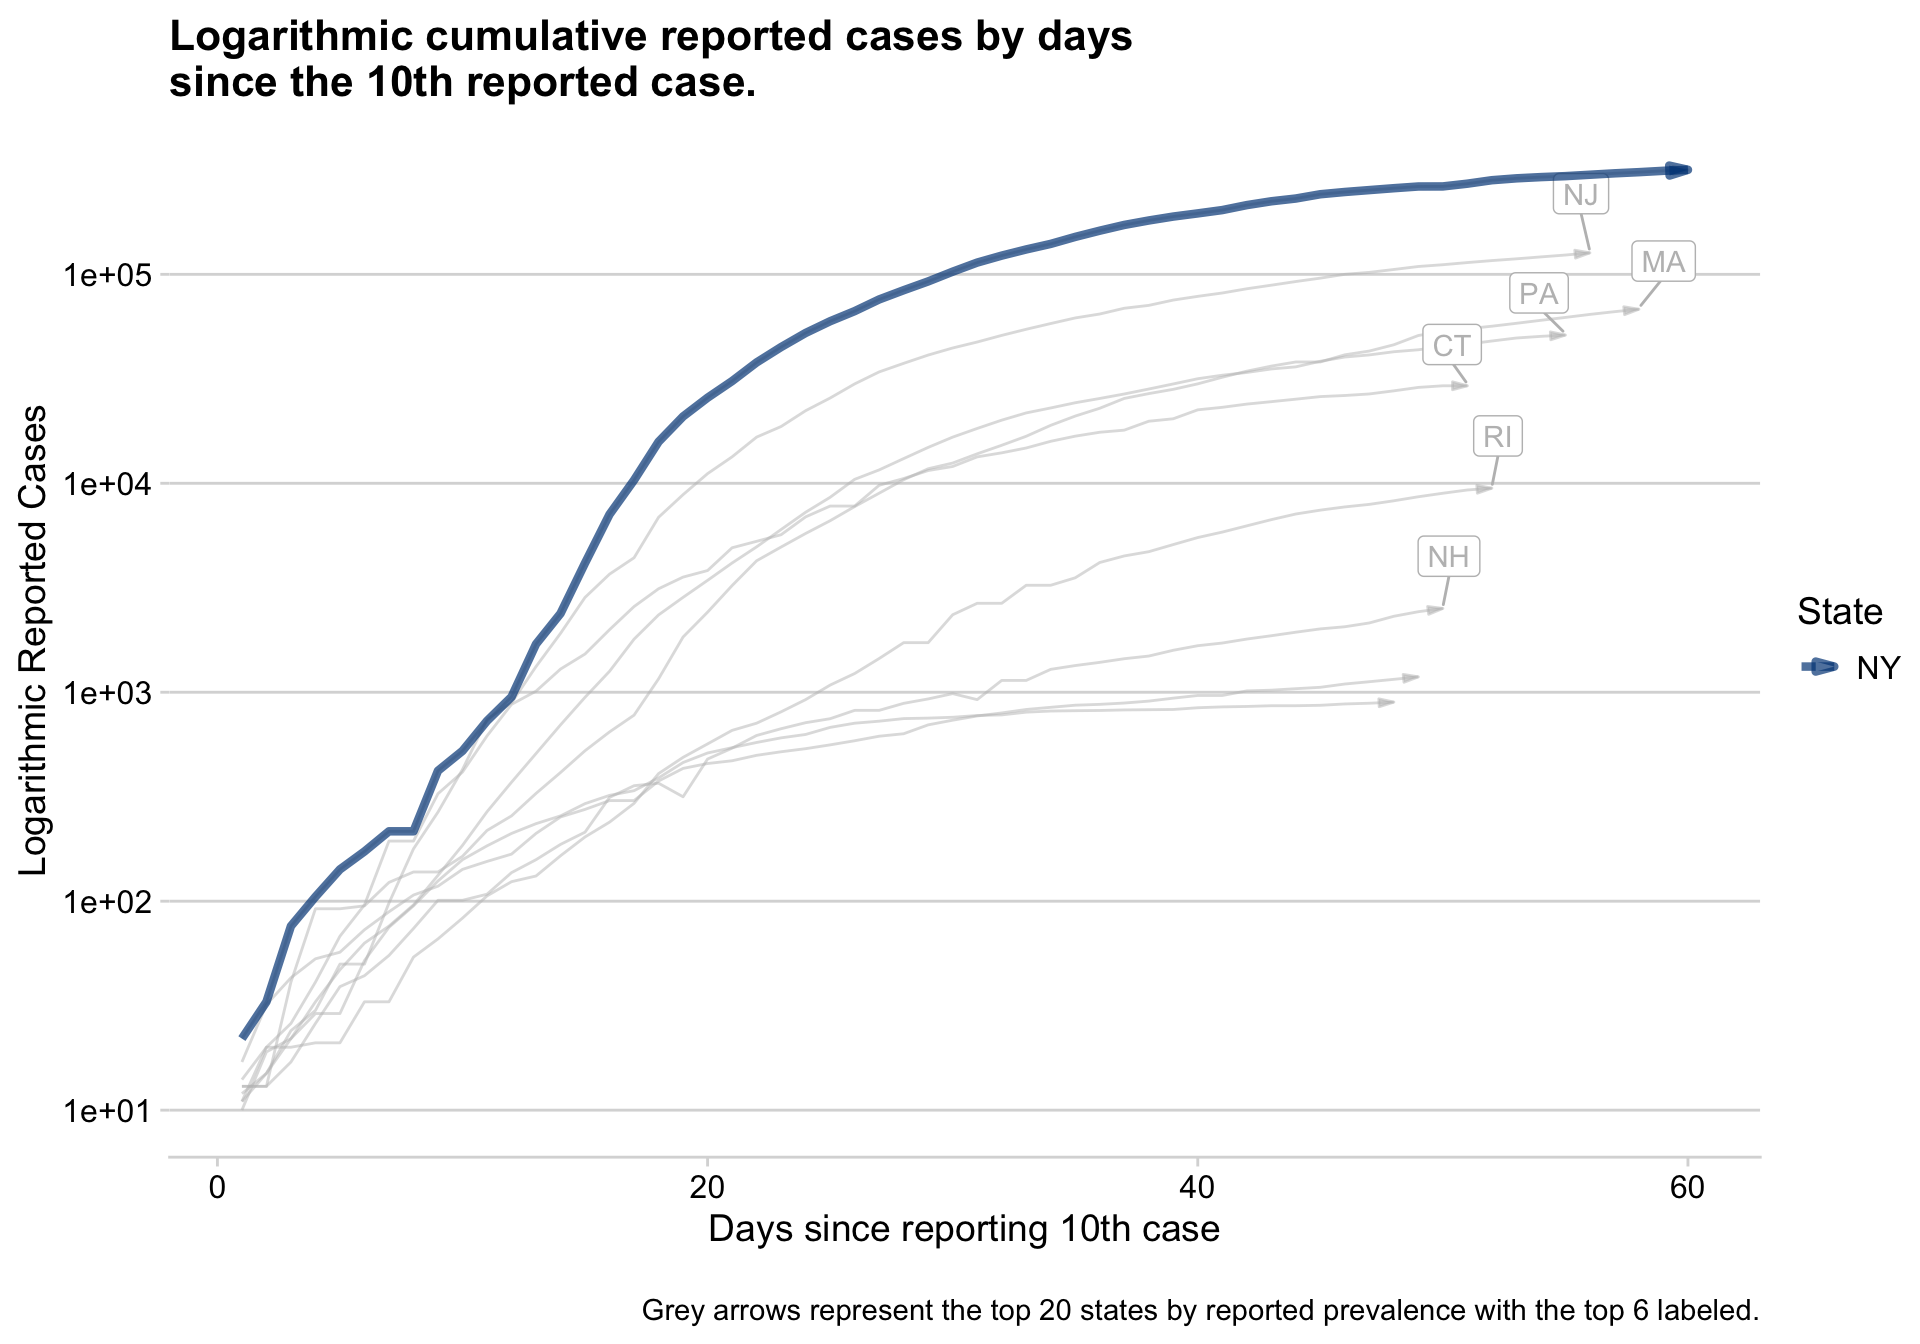 Logarithmic cumulative reported cases by days
since the 10th reported case.
NJ
1e+05
MA
PA
CT
RI
1e+04
NH
State
NY
1e+03
1e+02
1e+01
Logarithmic Reported Cases
0 20 40 60
Days since reporting 10th case
Grey arrows represent the top 20 states by reported prevalence with the top 6 labeled.